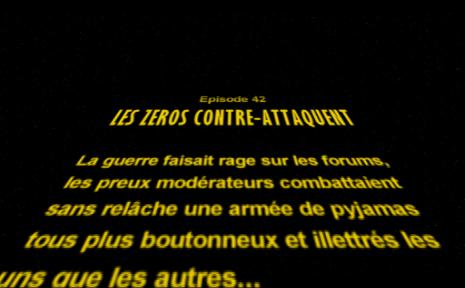 Episode 42
LES ZEROS CONTRE-ATTAQUENT
La guerre faisait rage sur les forums,
les preux modérateurs combattaient
sans relâche une armée de pyjamas
tous plus boutonneux et illettrés les
uns que les autres...